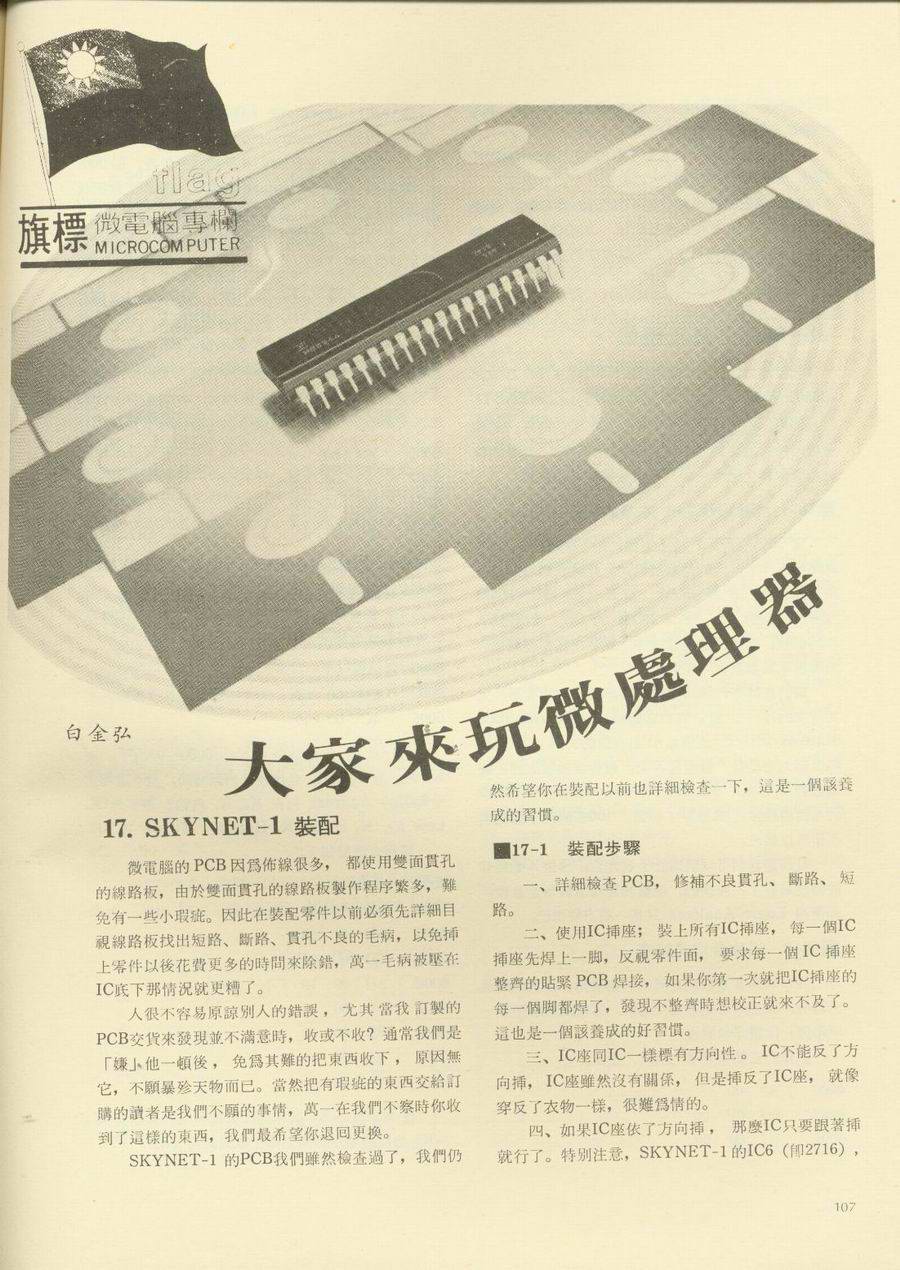 flag
旗標 微電腦專欄
MICROCOMPUTER
大家來玩微處理器
白金弘
17. SKYNET-1 裝配
微電腦的 PCB 因爲佈線很多， 都使用雙面貫孔
的線路板，由於雙面貫孔的線路板製作程序繁多，難
免有一些小瑕疵。因此在裝配零件以前必須先詳細目
視線路板找出短路、斷路、貫孔不良的毛病，以免挿
上零件以後花費更多的時間來除錯，萬一毛病被壓在
IC底下那情況就更糟了。
人很不容易原諒別人的錯誤 ， 尤其 當我 訂製的
PCB交貨來發現並不滿意時，收或不收？通常我們是
「嫌」他一頓後 ， 免爲其難的把東西收下 ， 原因無
它，不願暴殄天物而已。當然把有瑕疵的東西交給訂
購的讀者是我們不願的事情，萬一在我們不察時你收
到了這樣的東西，我們最希望你退回更換。
SKYNET-1 的PCB我們雖然檢查過了，我們仍
然希望你在裝配以前也詳細檢查一下，這是一個該養
成的習慣。
■17-1 裝配步驟
一、詳細檢查 PCB， 修補不良貫孔、 斷路、 短
路。
二、使用IC挿座； 裝上所有IC挿座， 每一個IC
挿座先焊上一脚，反視零件面， 要求每一個 IC 挿座
整齊的貼緊 PCB 焊接， 如果你第一次就把IC挿座的
每一個脚都焊了，發現不整齊時想校正就來不及了。
這也是一個該養成的好習慣。
三、IC座同IC一樣標有方向性 。 IC不能反了方
向挿， IC座雖然沒有關係， 但是挿反了IC座， 就像
穿反了衣物一樣，很難爲情的。
四、如果IC座依了方向挿 ， 那麼IC只要跟著挿
就行了。特别注意，SKYNET-1 的IC6（卽2716），
107